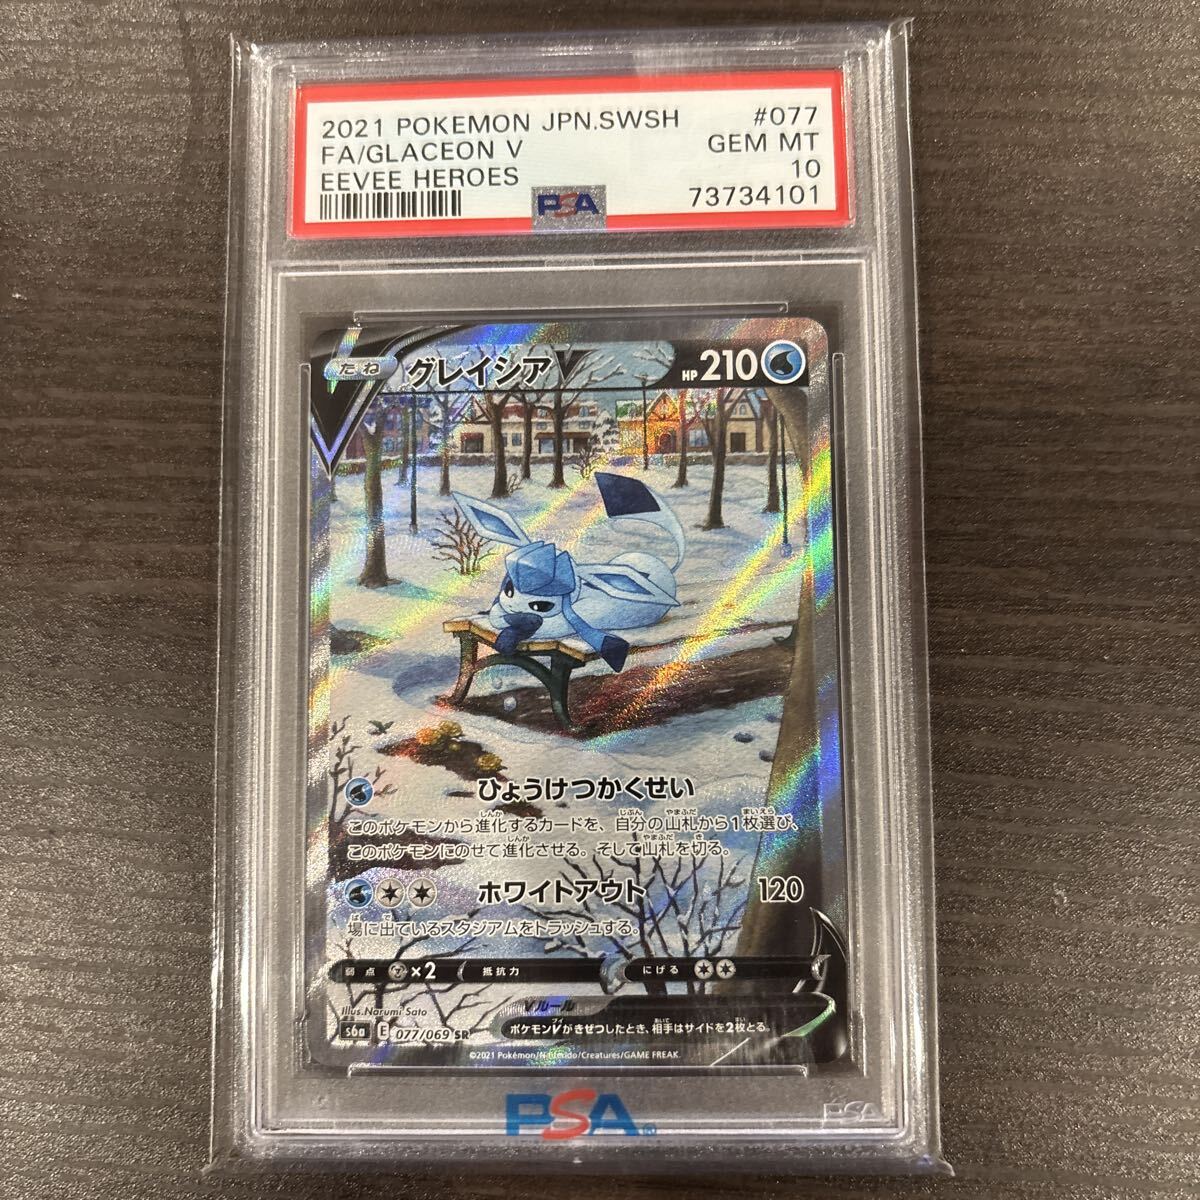 2021 POKEMON JPN.SWSH #077
FA/GLACEON V GEM MT
EEVEE HEROES 10
PSA 73734101
たね グレイシアV HP 210
ひょうけつかくせい
このポケモンから進化するカードを、自分の山札から1枚選び、
このポケモンにのせて進化させる。そして山札を切る。
ホワイトアウト 120
場に出ているスタジアムをトラッシュする。
弱点 ×2 抵抗力 にげる
Illus.Narumi Sato
Vルール
s6a E 077/069 SR ポケモンVがきぜつしたとき、相手はサイドを2枚とる。
©2021 Pokémon/Nintendo/Creatures/GAME FREAK.
PSA
PSA